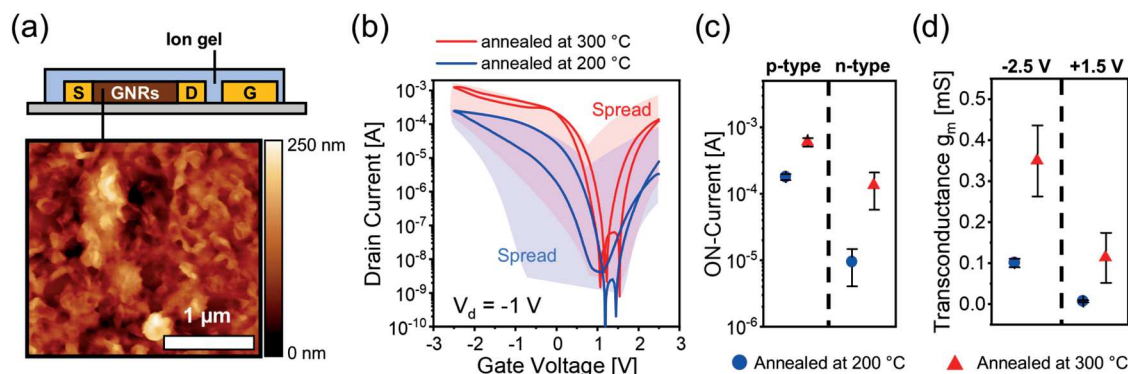 (a)
Ion gel
S GNRs D G
250 nm
1 µm
0 nm
(b)
annealed at 300 °C
annealed at 200 °C
Drain Current [A]
10⁻²
10⁻³
10⁻⁴
10⁻⁵
10⁻⁶
10⁻⁷
10⁻⁸
10⁻⁹
10⁻¹⁰
Spread
Spread
V_d = -1 V
-3 -2 -1 0 1 2 3
Gate Voltage [V]
(c)
p-type n-type
ON-Current [A]
10⁻³
10⁻⁴
10⁻⁵
10⁻⁶
(d)
-2.5 V +1.5 V
Transconductance g_m [mS]
0.5
0.4
0.3
0.2
0.1
0.0
Annealed at 200 °C Annealed at 300 °C